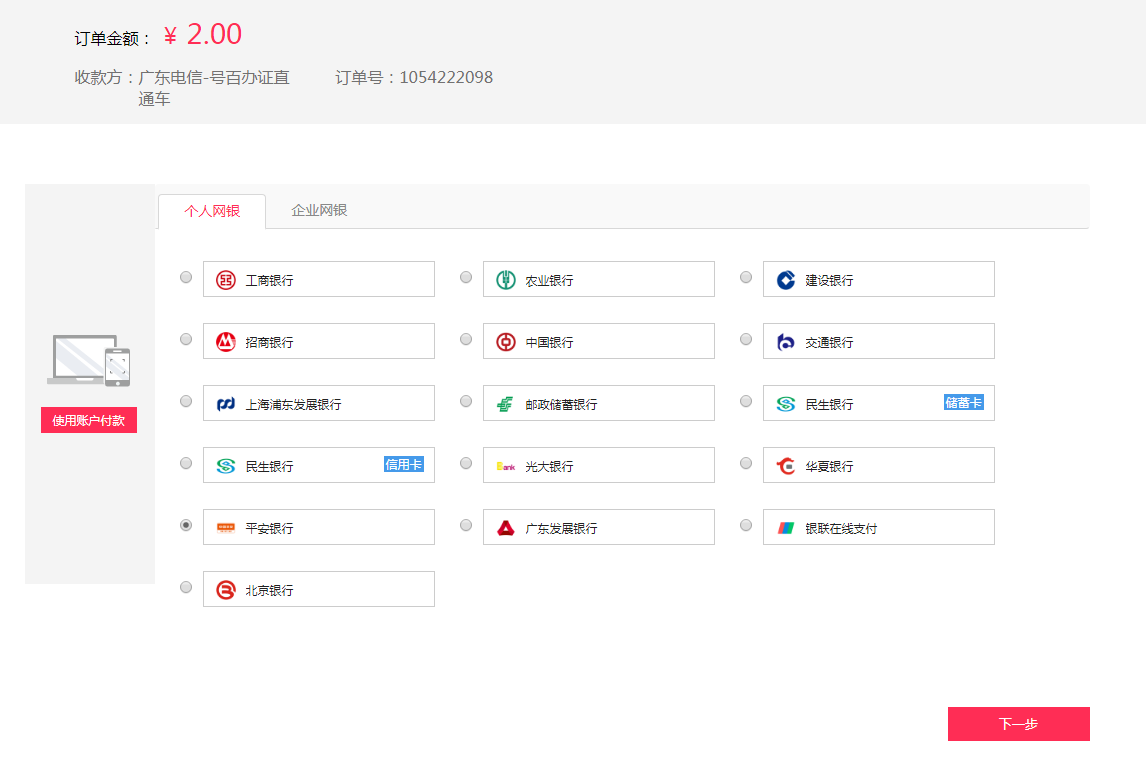 订单金额： ¥ 2.00
收款方：广东电信-号百办证直通车 订单号：1054222098
个人网银 企业网银
工商银行 农业银行 建设银行
招商银行 中国银行 交通银行
上海浦东发展银行 邮政储蓄银行 民生银行 储蓄卡
使用账户付款
民生银行 信用卡 Bank 光大银行 华夏银行
平安银行 广东发展银行 银联在线支付
北京银行
下一步